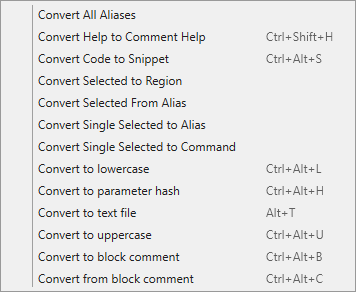 Convert All Aliases
Convert Help to Comment Help Ctrl+Shift+H
Convert Code to Snippet Ctrl+Alt+S
Convert Selected to Region
Convert Selected From Alias
Convert Single Selected to Alias
Convert Single Selected to Command
Convert to lowercase Ctrl+Alt+L
Convert to parameter hash Ctrl+Alt+H
Convert to text file Alt+T
Convert to uppercase Ctrl+Alt+U
Convert to block comment Ctrl+Alt+B
Convert from block comment Ctrl+Alt+C